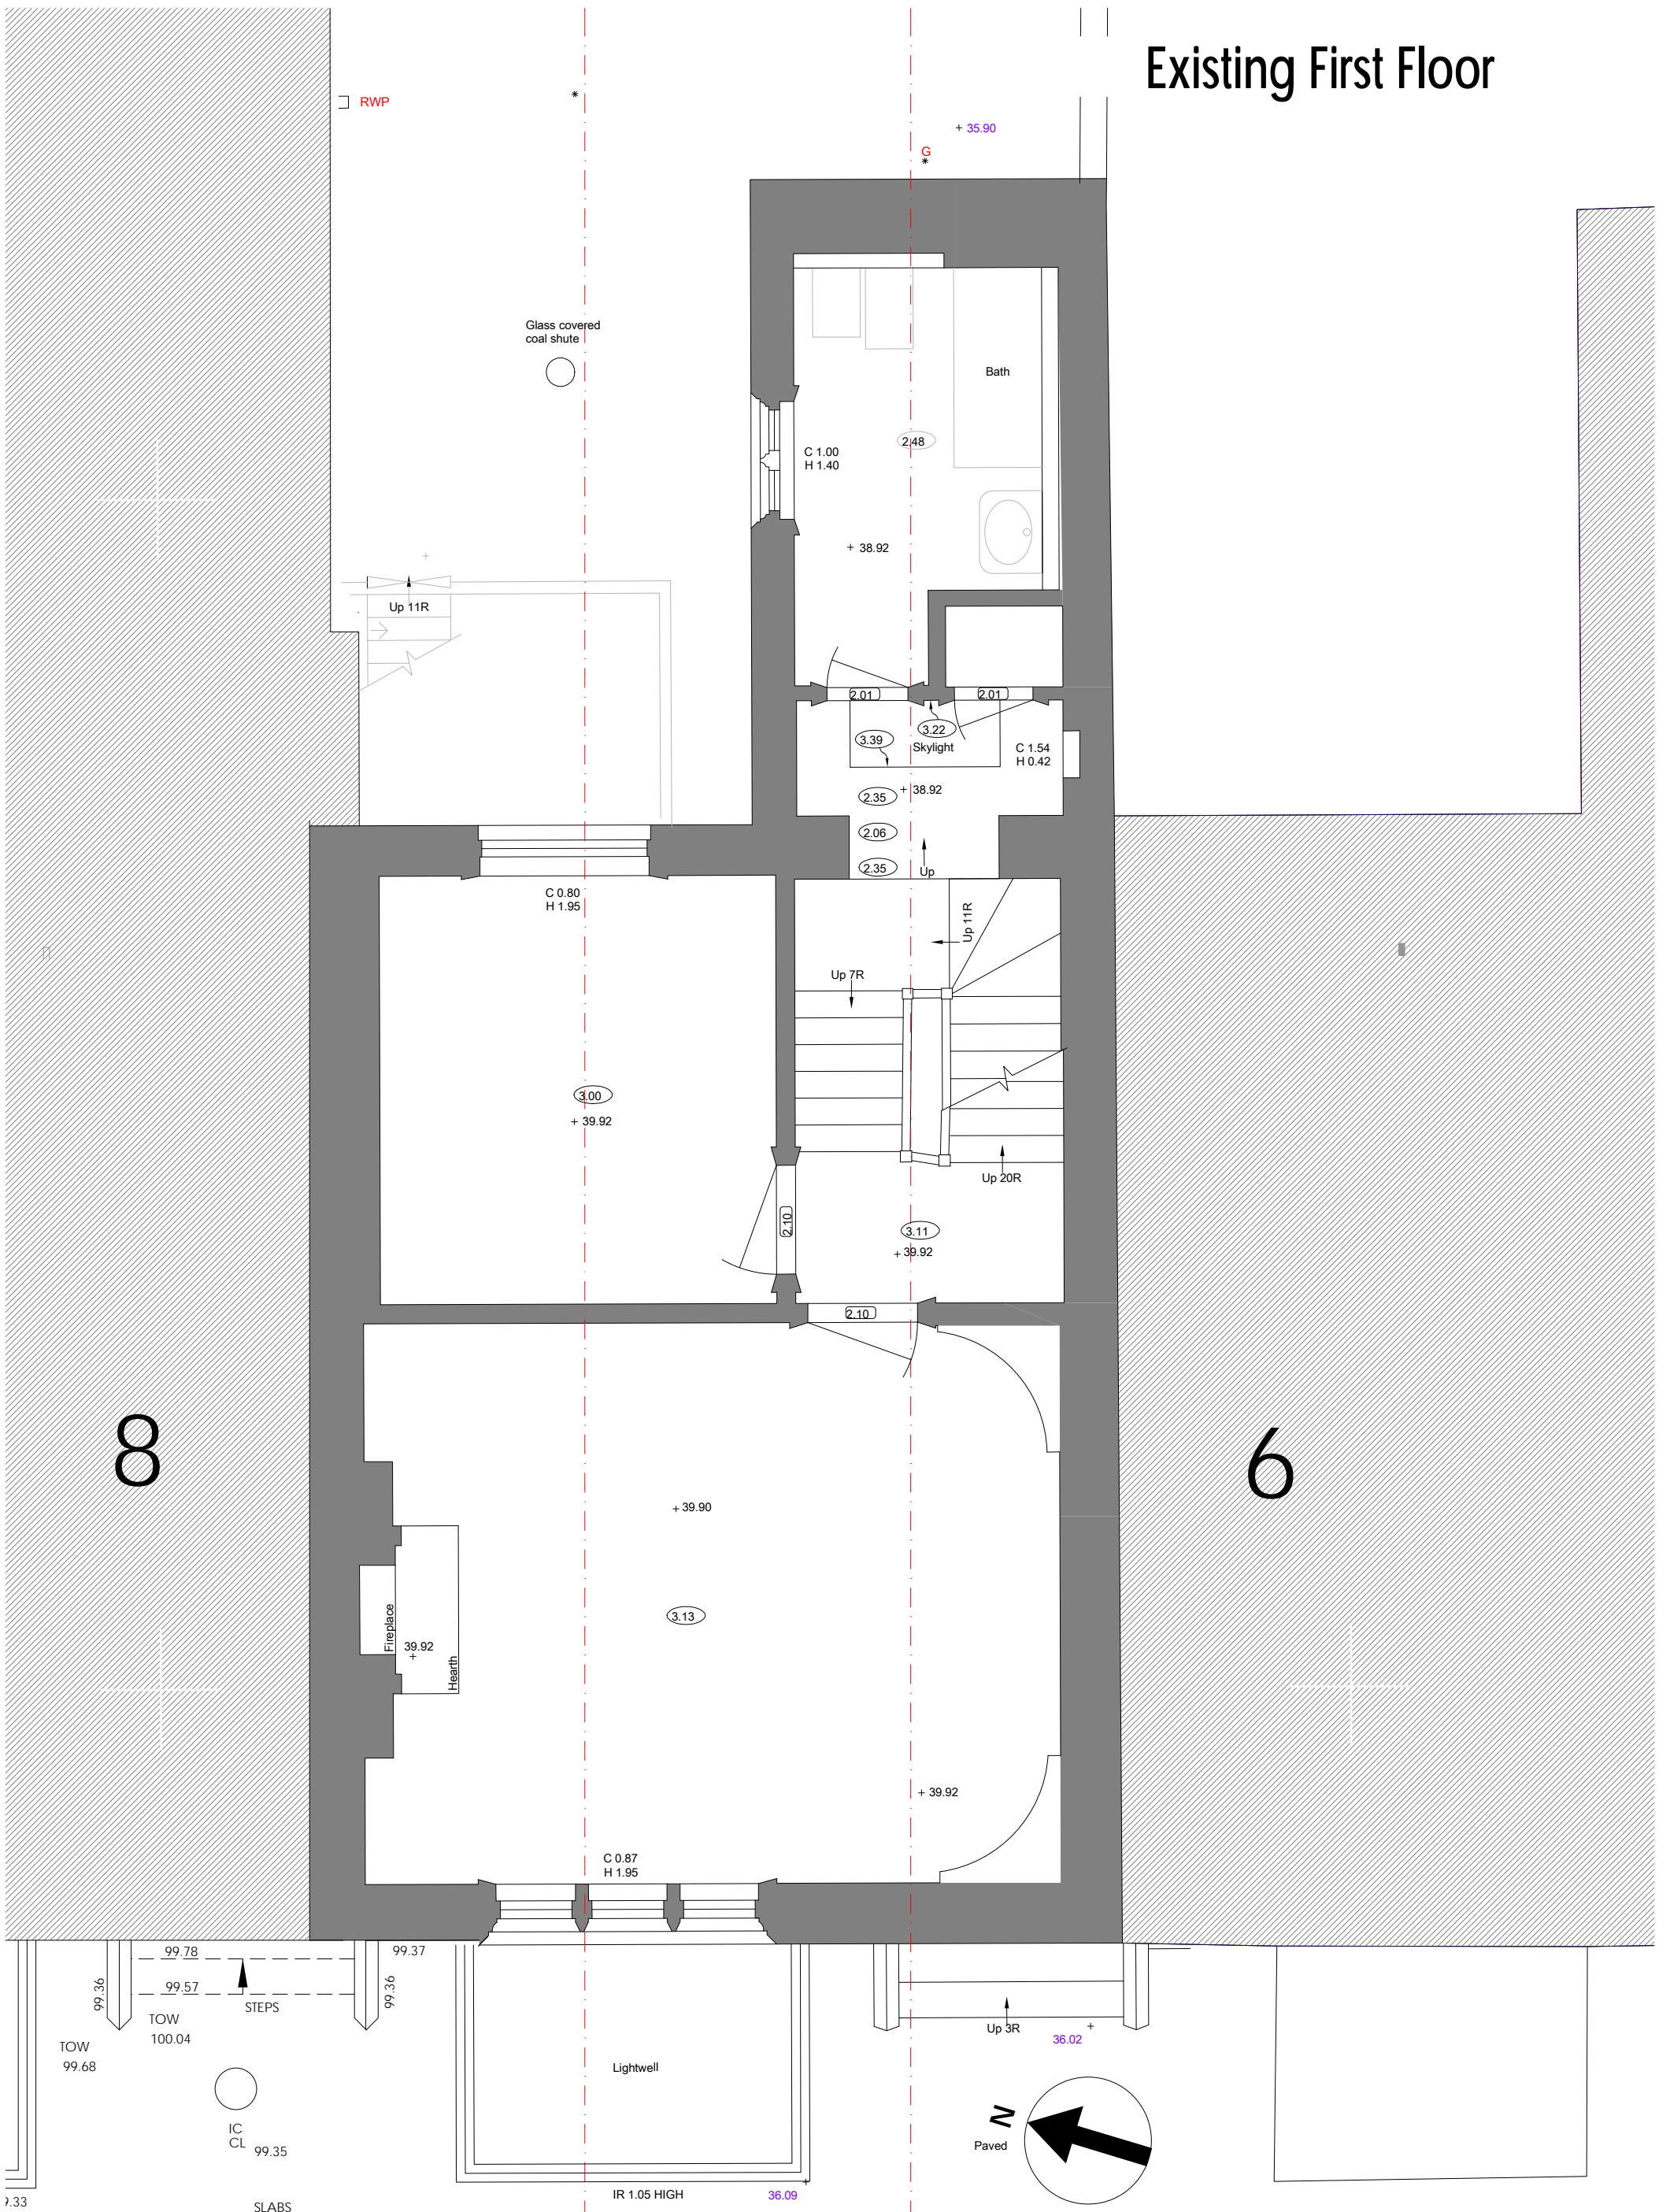 Existing First Floor
RWP
+ 35.90
G
Glass covered
coal shute
Bath
2.48
C 1.00
H 1.40
+ 38.92
Up 11R
2.01
2.01
3.22
3.39
Skylight
C 1.54
H 0.42
+ 38.92
2.35
2.06
2.35
Up
C 0.80
H 1.95
Up 11R
Up 7R
3.00
+ 39.92
Up 20R
2.10
3.11
+ 39.92
2.10
8
6
+ 39.90
3.13
Fireplace
39.92
+
Hearth
+ 39.92
C 0.87
H 1.95
99.78
99.37
99.57
99.36
99.36
STEPS
TOW
100.04
TOW
99.68
Up 3R
+
36.02
Lightwell
IC
CL
99.35
N
Paved
IR 1.05 HIGH
36.09
9.33
SLABS